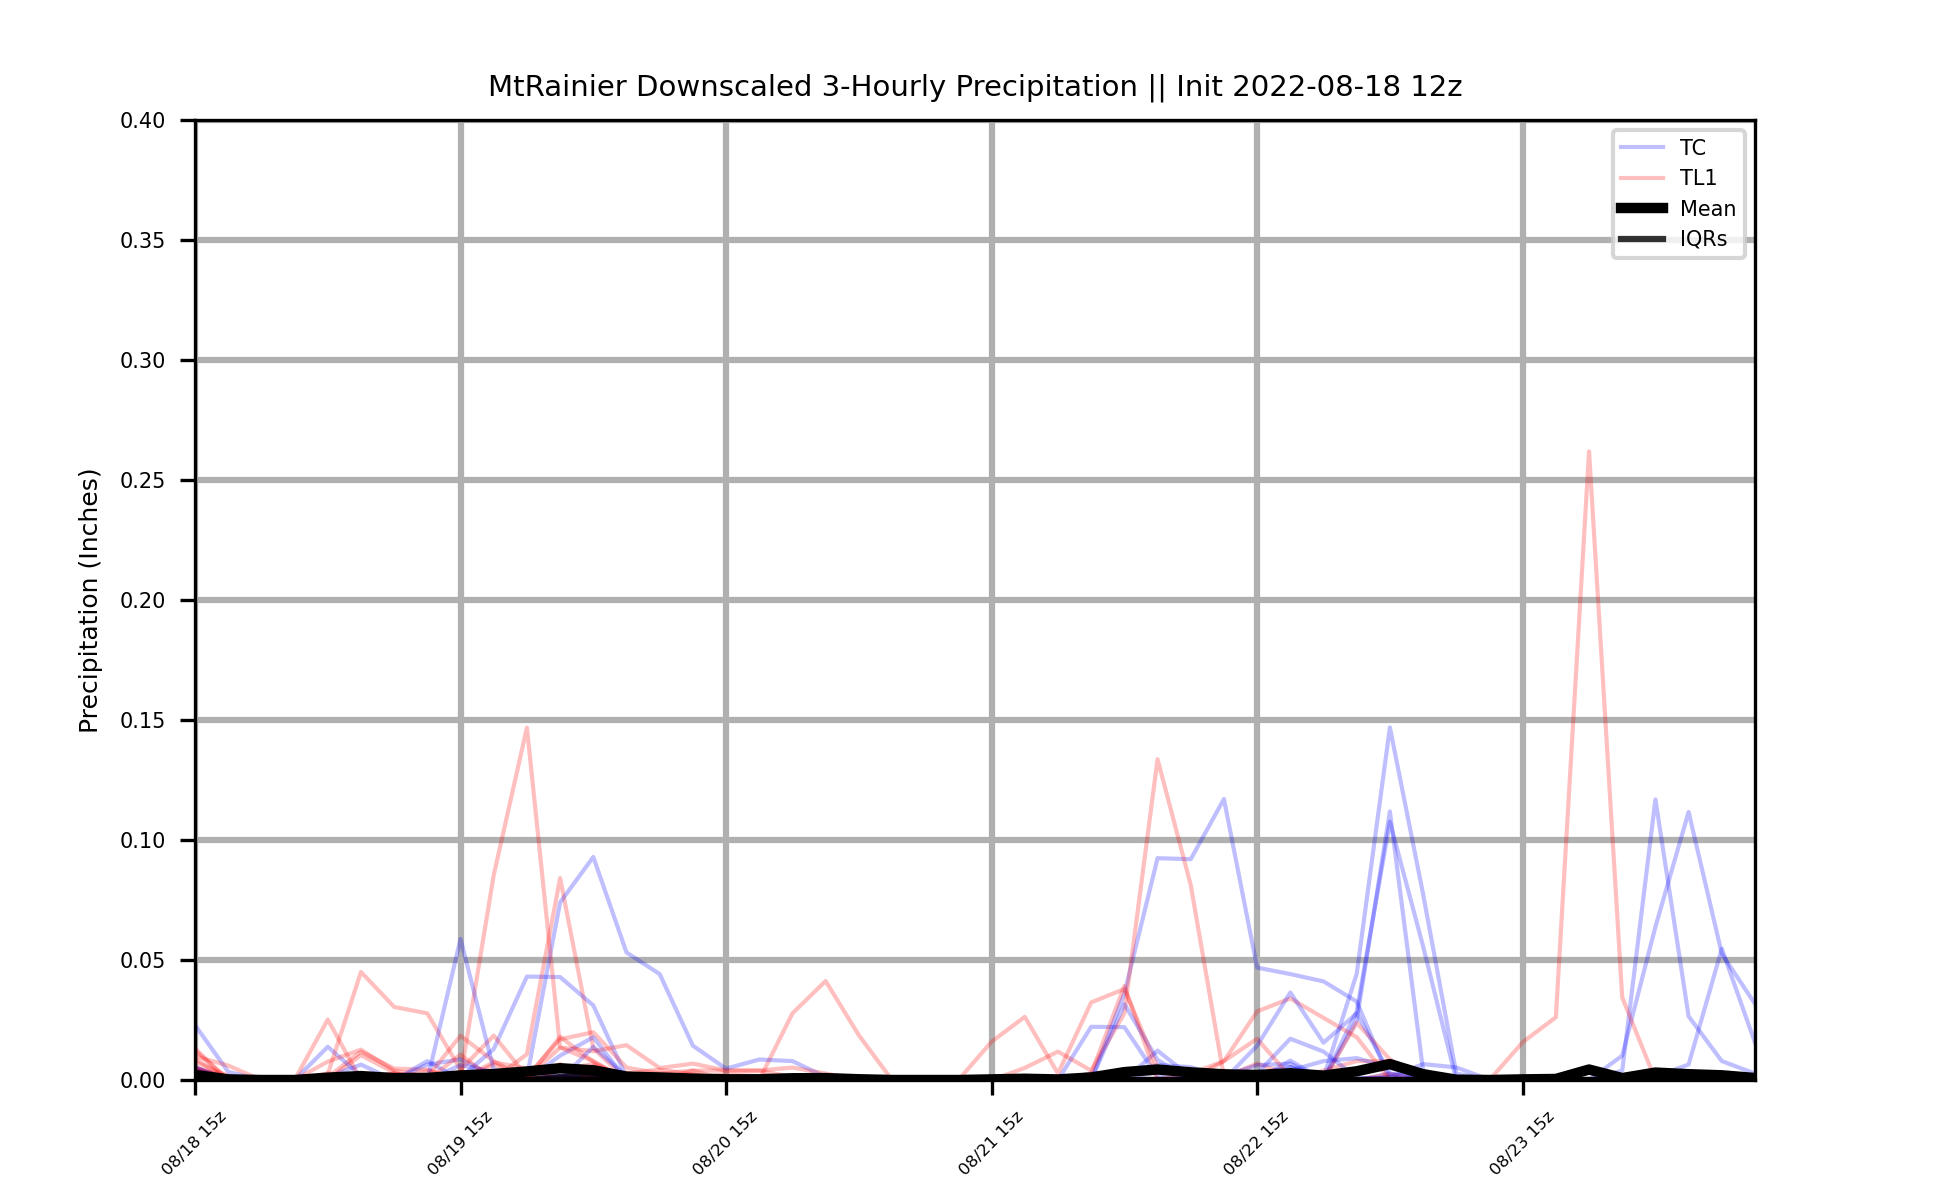 MtRainier Downscaled 3-Hourly Precipitation || Init 2022-08-18 12z
TC
TL1
Mean
IQRs
Precipitation (Inches)
0.40
0.35
0.30
0.25
0.20
0.15
0.10
0.05
0.00
08/18 15z
08/19 15z
08/20 15z
08/21 15z
08/22 15z
08/23 15z